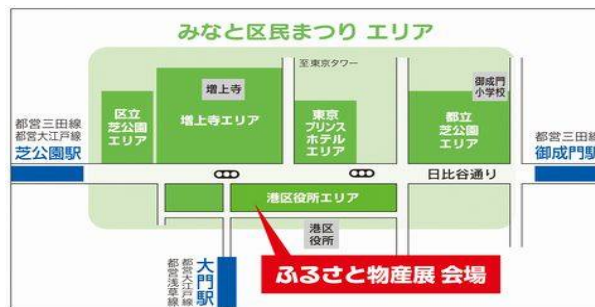 みなと区民まつり エリア
至東京タワー
御成門
小学校
増上寺
区立
芝公園
エリア
増上寺エリア
東京
プリンス
ホテル
エリア
都立
芝公園
エリア
都営三田線
都営大江戸線
芝公園駅
都営三田線
御成門駅
日比谷通り
港区役所エリア
港区
役所
ふるさと物産展 会場
大門駅
都営大江戸線
都営浅草線